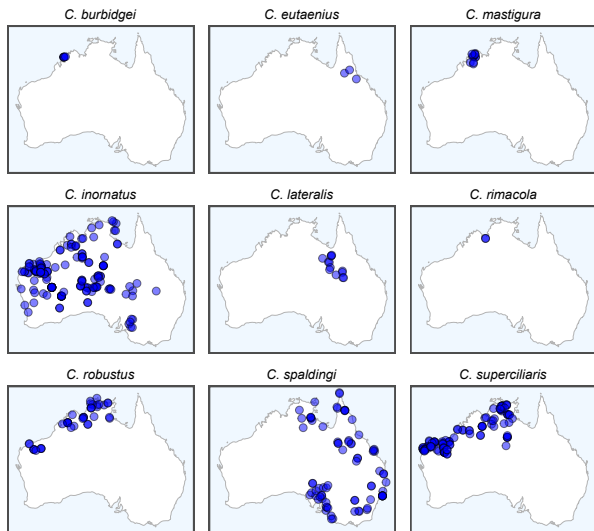 C. burbidgei
C. eutaenius
C. mastigura
C. inornatus
C. lateralis
C. rimacola
C. robustus
C. spaldingi
C. superciliaris